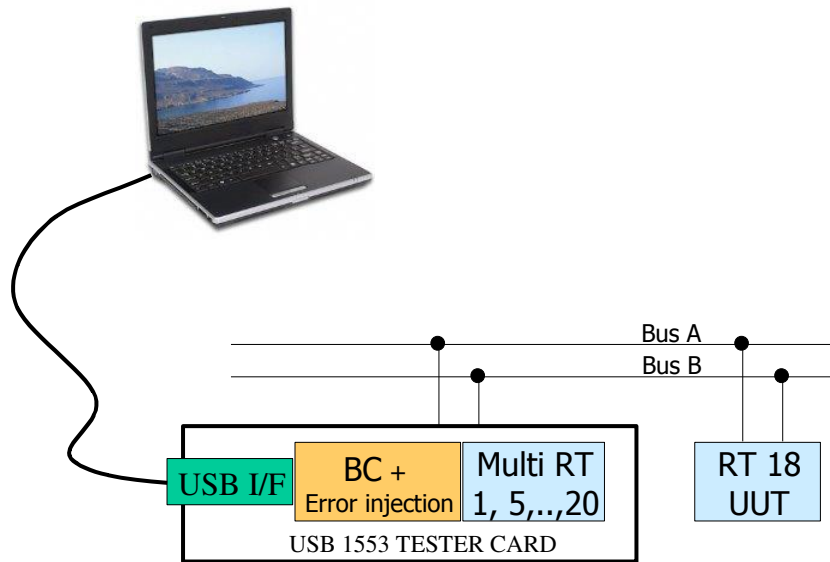 Bus A
Bus B
USB I/F
BC +
Error injection
Multi RT
1, 5,..,20
RT 18
UUT
USB 1553 TESTER CARD